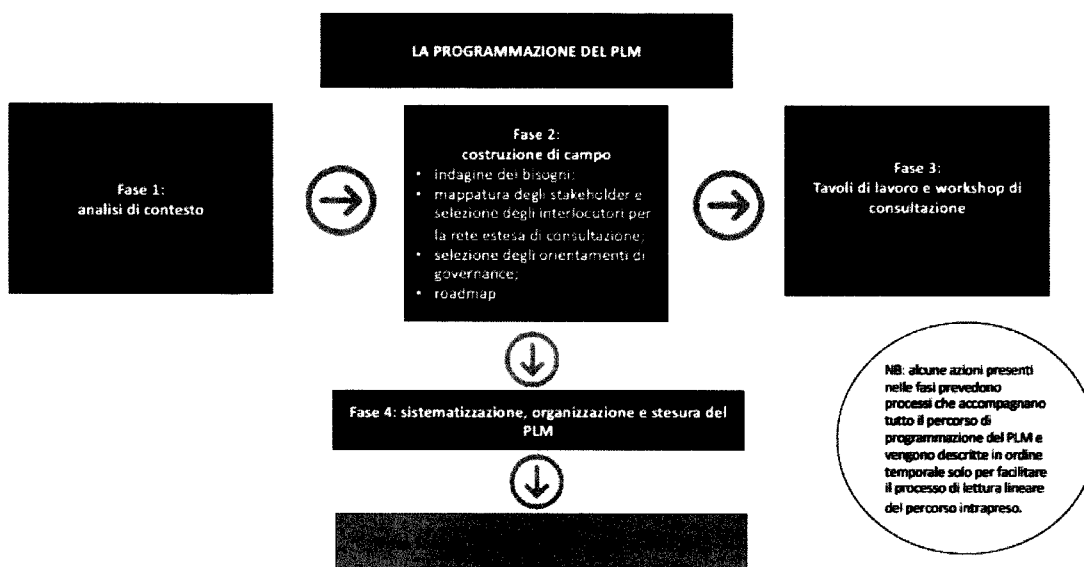 LA PROGRAMMAZIONE DEL PLM
Fase 1:
analisi di contesto
Fase 2:
costruzione di campo
• indagine dei bisogni;
• mappatura degli stakeholder e
selezione degli interlocutori per
la rete estesa di consultazione;
• selezione degli orientamenti di
governance;
• roadmap
Fase 3:
Tavoli di lavoro e workshop di
consultazione
Fase 4: sistematizzazione, organizzazione e stesura del
PLM
NB: alcune azioni presenti
nelle fasi prevedono
processi che accompagnano
tutto il percorso di
programmazione del PLM e
vengono descritte in ordine
temporale solo per facilitare
il processo di lettura lineare
del percorso intrapreso.